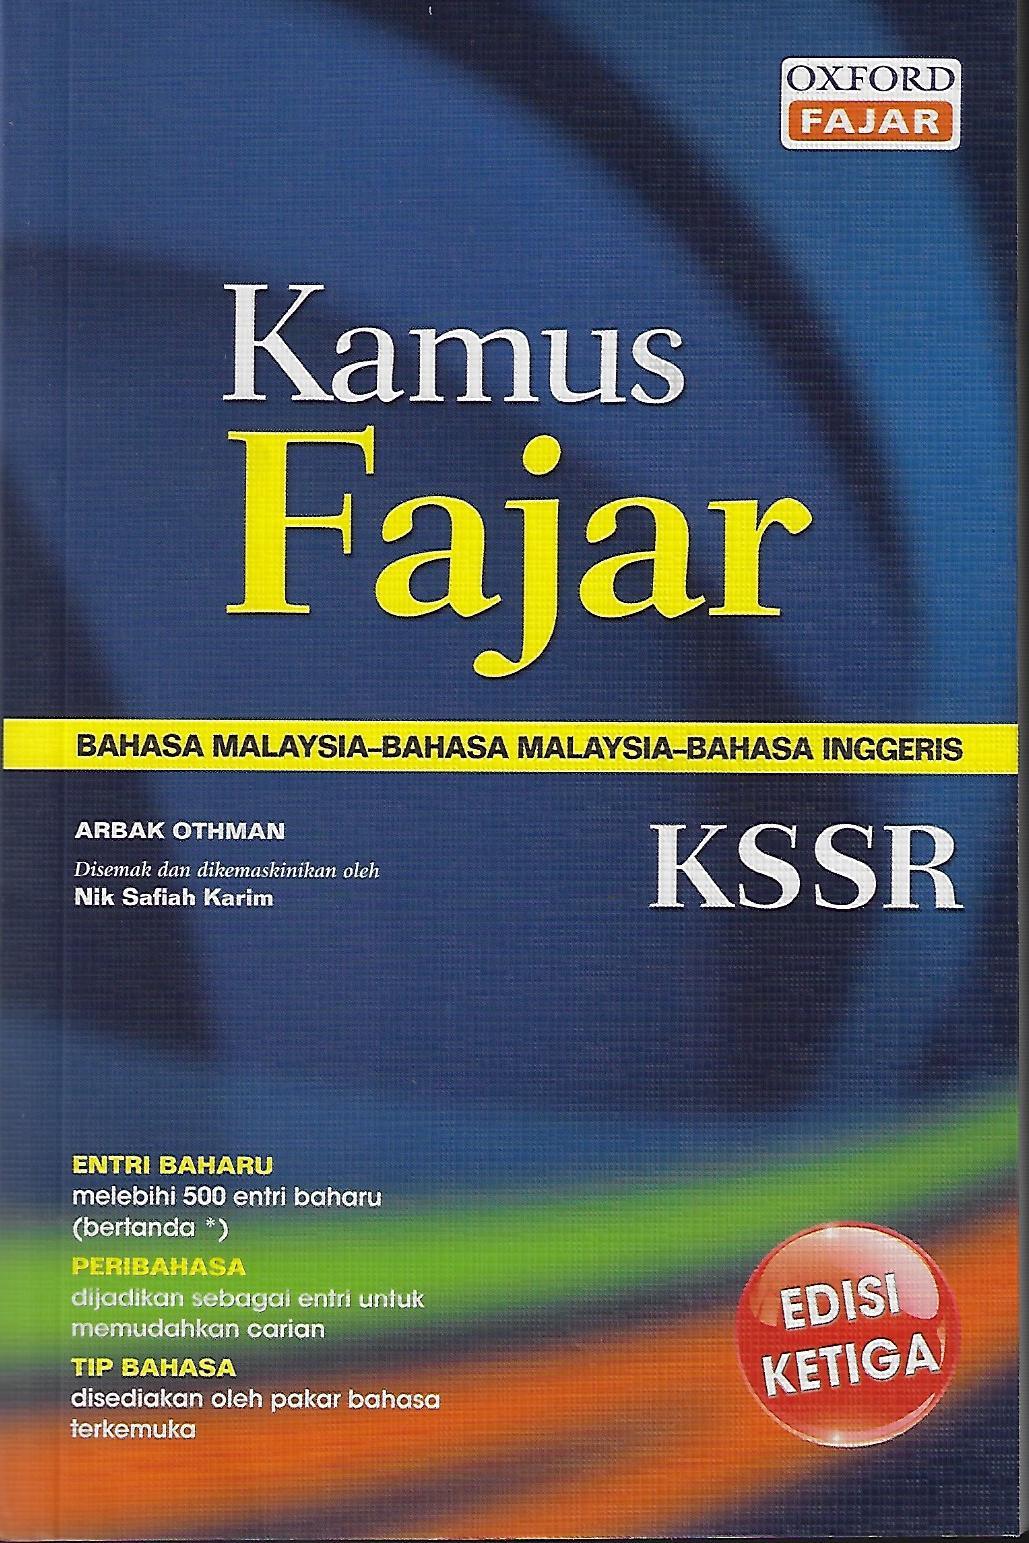 OXFORD
FAJAR
Kamus
Fajar
BAHASA MALAYSIA–BAHASA MALAYSIA–BAHASA INGGERIS
ARBAK OTHMAN
Disemak dan dikemaskinikan oleh
Nik Safiah Karim
KSSR
ENTRI BAHARU
melebihi 500 entri baharu
(bertanda *)
PERIBAHASA
dijadikan sebagai entri untuk
memudahkan carian
TIP BAHASA
disediakan oleh pakar bahasa
terkemuka
EDISI
KETIGA